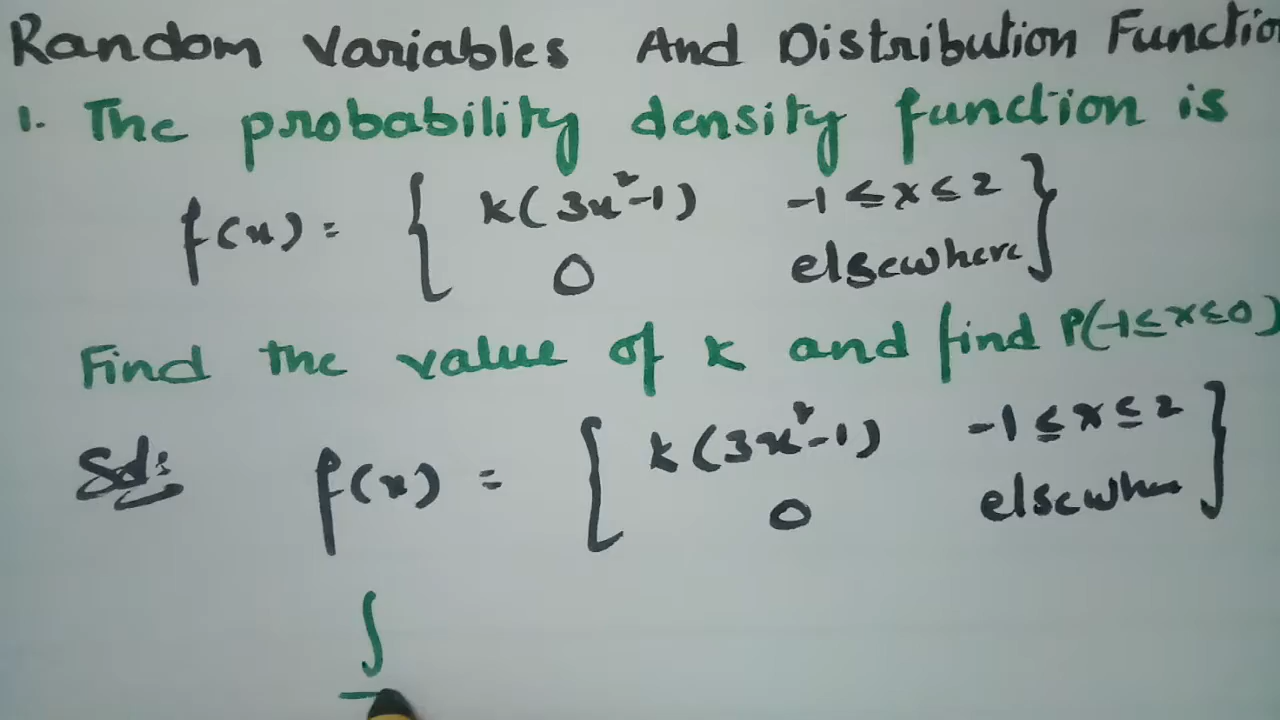 Random Variables And Distribution Functio
1. The probability density function is
f(x) = { k(3x²-1) -1 ≤ x ≤ 2
0 elsewhere }
Find the value of k and find P(-1≤x≤0)
Sol: f(x) = { k(3x²-1) -1 ≤ x ≤ 2
0 elsewhere }
∫